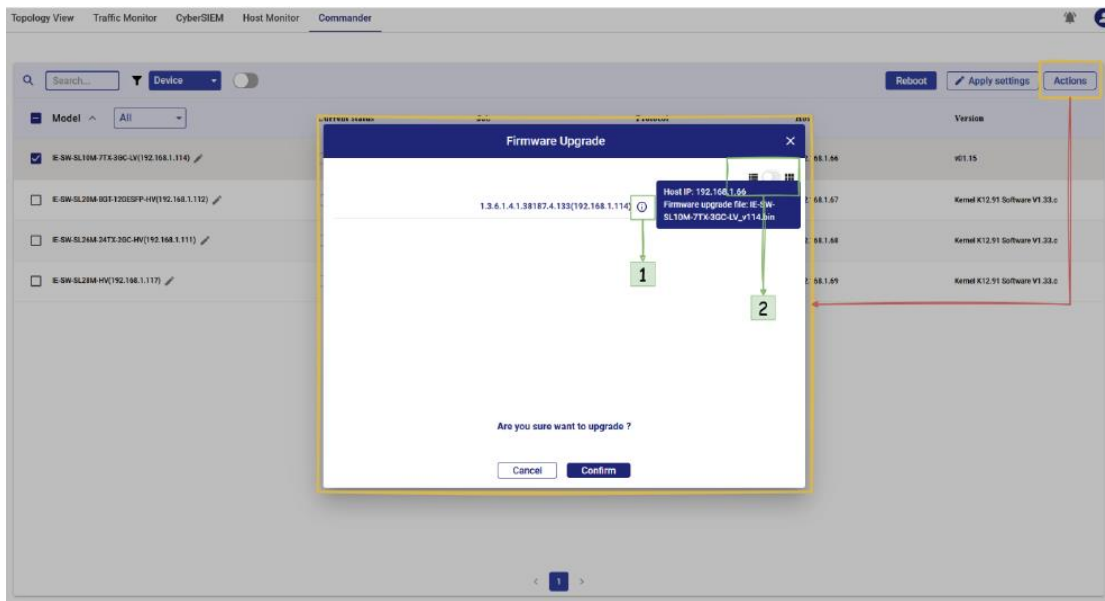 Topology View Traffic Monitor CyberSIEM Host Monitor Commander
Search... Device Reboot Apply settings Actions
Model All Current Status Protocol Version
Firmware Upgrade
IE-SW-SL10M-7TX-3GC-LV(192.168.1.114) 68.1.66 v01.15
Host IP: 192.168.1.66
Firmware upgrade file: IE-SW-
SL10M-7TX-3GC-LV_v114.bin
1.3.6.1.4.1.38187.4.133(192.168.1.114)
IE-SW-SL20M-8GT-12GESFP-HV(192.168.1.112) 68.1.67 Kernel K12.91 Software V1.33.c
IE-SW-SL26M-24TX-2GC-HV(192.168.1.111) 68.1.68 Kernel K12.91 Software V1.33.c
1
IE-SW-SL28M-HV(192.168.1.117) 68.1.69 Kernel K12.91 Software V1.33.c
2
Are you sure want to upgrade ?
Cancel Confirm
1